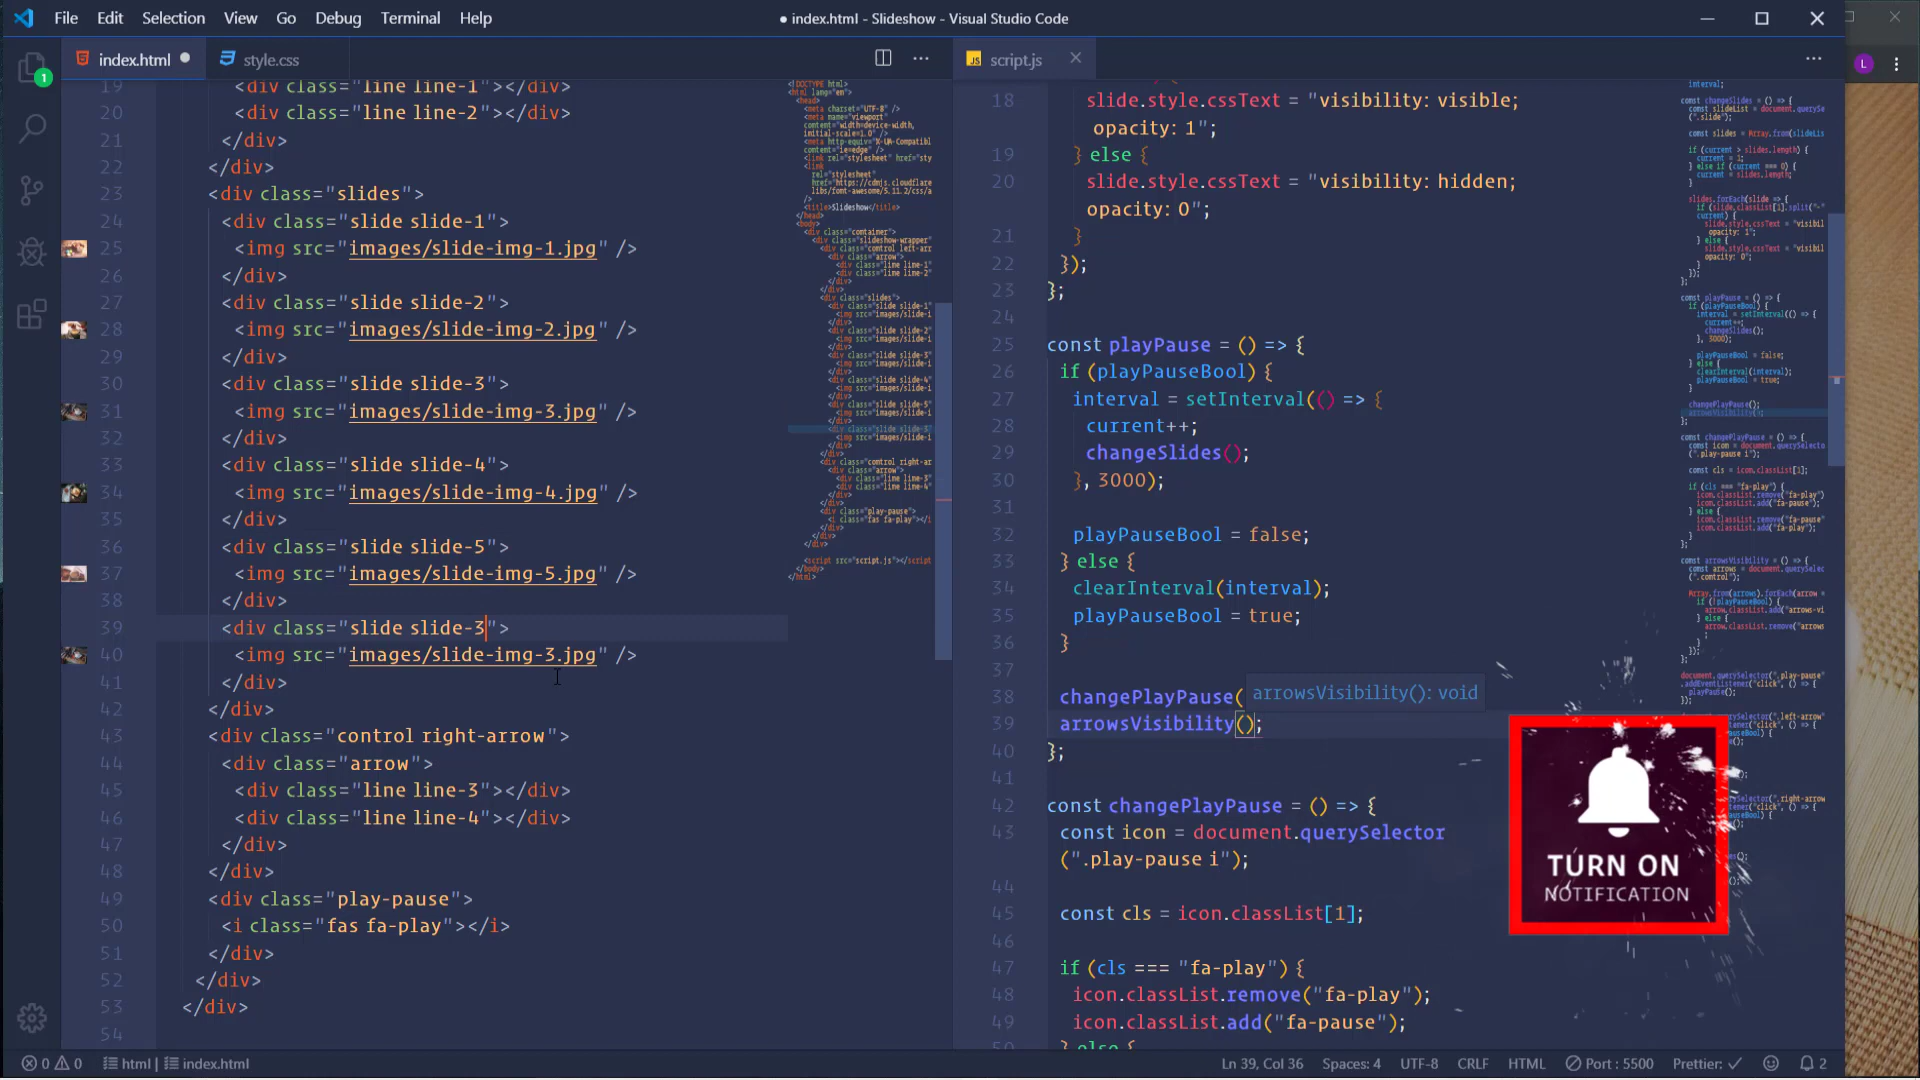 File Edit Selection View Go Debug Terminal Help
● index.html - Slideshow - Visual Studio Code
index.html
style.css
script.js
19 <div class="line line-1"></div>
20 <div class="line line-2"></div>
21 </div>
22 </div>
23 <div class="slides">
24 <div class="slide slide-1">
25 <img src="images/slide-img-1.jpg" />
26 </div>
27 <div class="slide slide-2">
28 <img src="images/slide-img-2.jpg" />
29 </div>
30 <div class="slide slide-3">
31 <img src="images/slide-img-3.jpg" />
32 </div>
33 <div class="slide slide-4">
34 <img src="images/slide-img-4.jpg" />
35 </div>
36 <div class="slide slide-5">
37 <img src="images/slide-img-5.jpg" />
38 </div>
39 <div class="slide slide-3">
40 <img src="images/slide-img-3.jpg" />
41 </div>
42 </div>
43 <div class="control right-arrow">
44 <div class="arrow">
45 <div class="line line-3"></div>
46 <div class="line line-4"></div>
47 </div>
48 </div>
49 <div class="play-pause">
50 <i class="fas fa-play"></i>
51 </div>
52 </div>
53 </div>
54
18 slide.style.cssText = "visibility: visible;
opacity: 1";
19 } else {
20 slide.style.cssText = "visibility: hidden;
opacity: 0";
21 }
22 });
23 };
24
25 const playPause = () => {
26 if (playPauseBool) {
27 interval = setInterval(() => {
28 current++;
29 changeSlides();
30 }, 3000);
31
32 playPauseBool = false;
33 } else {
34 clearInterval(interval);
35 playPauseBool = true;
36 }
37
38 changePlayPause(
arrowsVisibility(): void
39 arrowsVisibility();
40 };
41
42 const changePlayPause = () => {
43 const icon = document.querySelector
(".play-pause i");
44
45 const cls = icon.classList[1];
46
47 if (cls === "fa-play") {
48 icon.classList.remove("fa-play");
49 icon.classList.add("fa-pause");
50 } else {
TURN ON
NOTIFICATION
L
1
0 0 html | index.html
Ln 39, Col 36 Spaces: 4 UTF-8 CRLF HTML Port : 5500 Prettier: ✓ 2